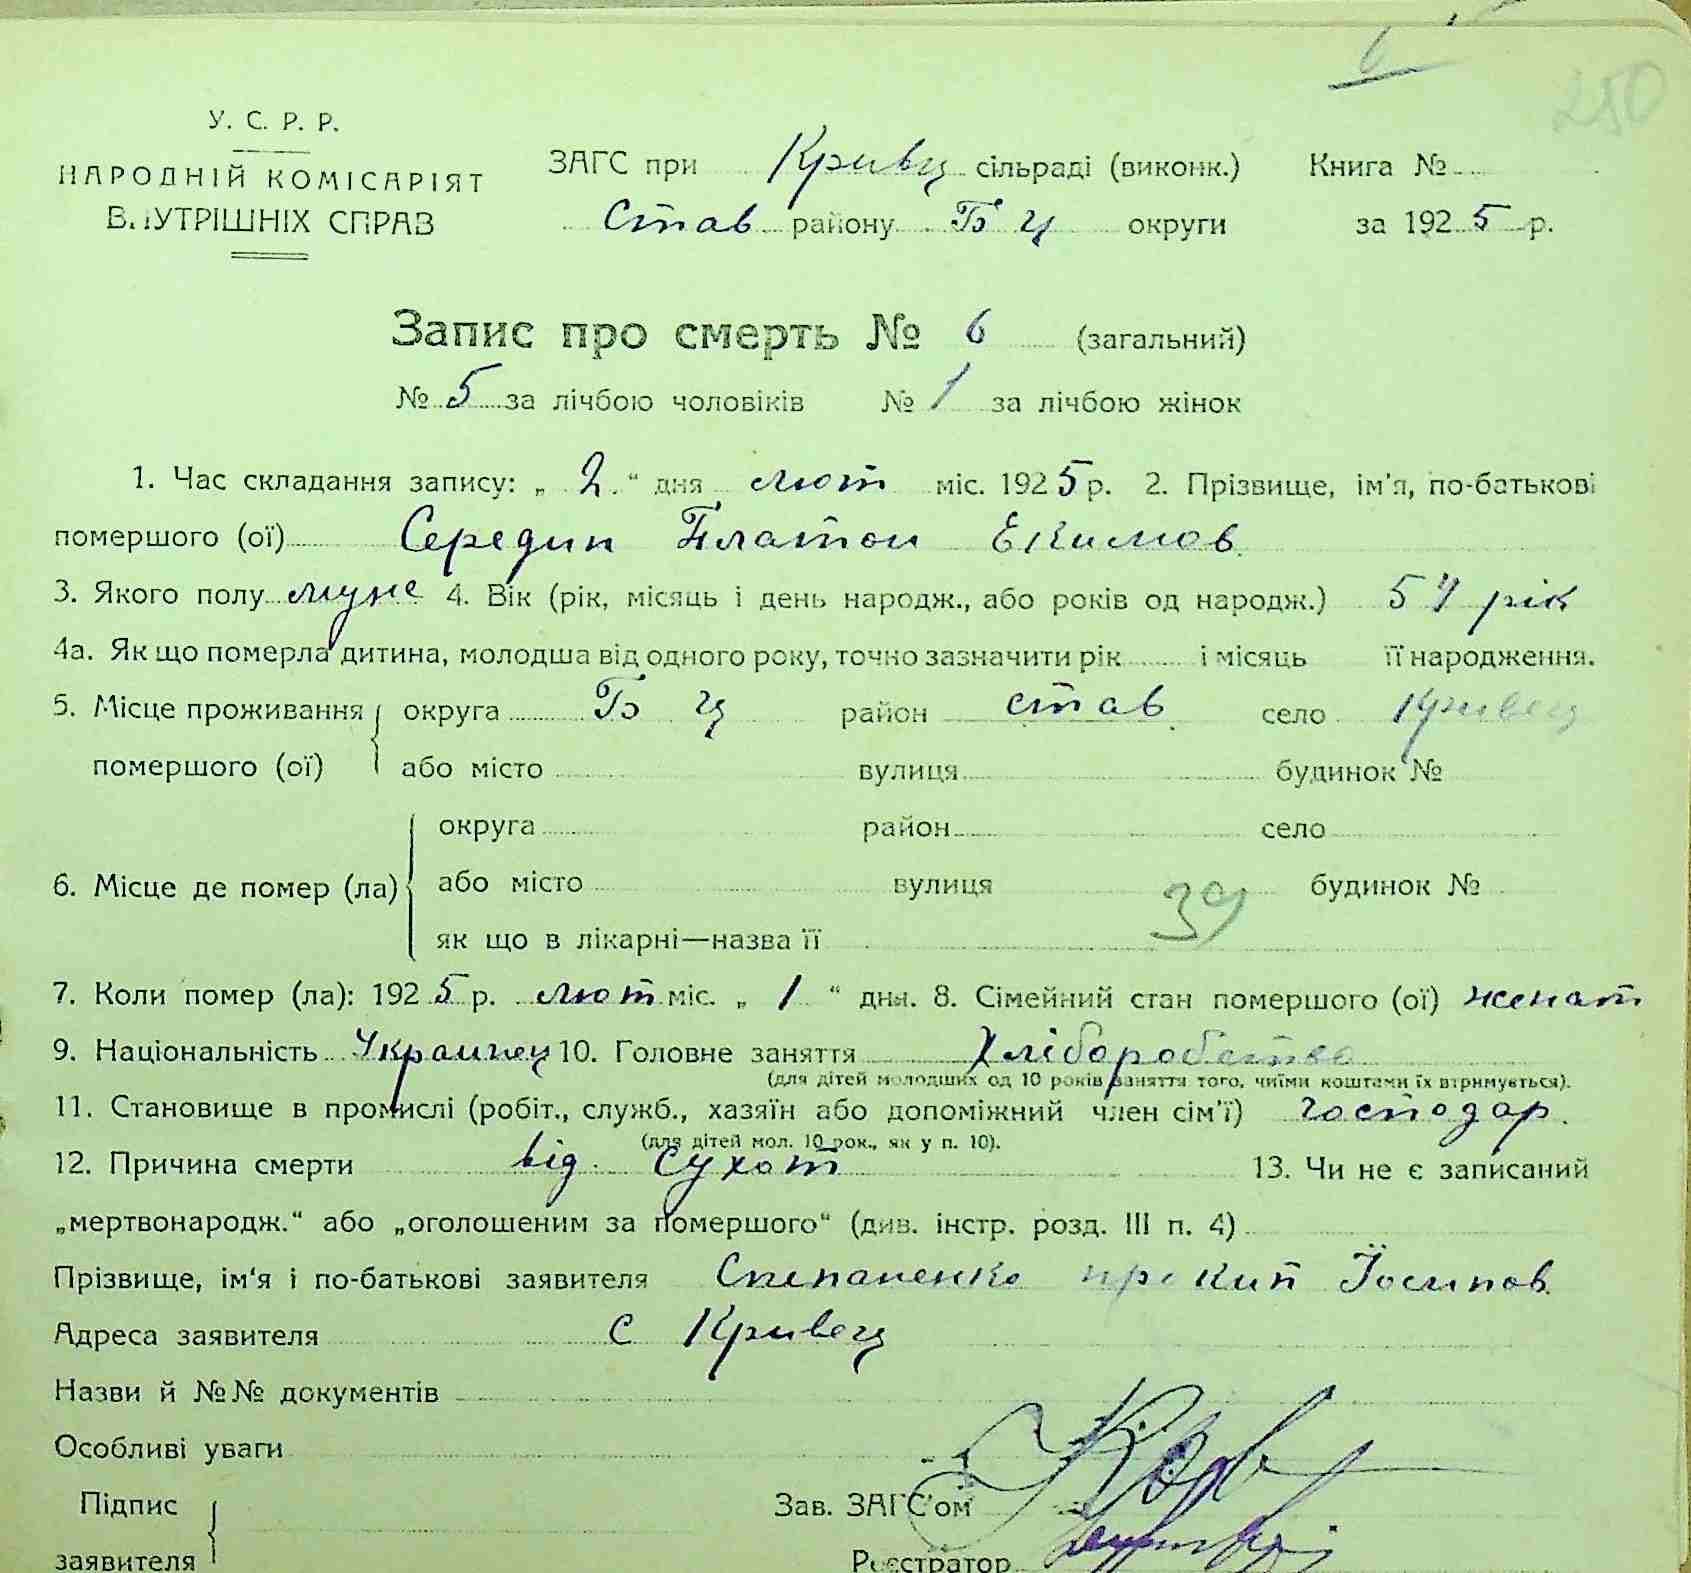 6
250
У. С. Р. Р.
НАРОДНІЙ КОМІСАРІЯТ
ВНУТРІШНІХ СПРАВ
ЗАГС при Кривц сільраді (виконк.) Книга №
Став району Б Ц округи за 1925 р.
Запис про смерть № 6 (загальний)
№ 5 за лічбою чоловіків № 1 за лічбою жінок
1. Час складання запису: „ 2 “ дня лют міс. 1925 р. 2. Прізвище, ім'я, по-батькові
помершого (ої) Середин Платон Екимов
3. Якого полу муже 4. Вік (рік, місяць і день народж., або років од народж.) рік
4а. Як що померла дитина, молодша від одного року, точно зазначити рік і місяць її народження.
5. Місце проживання округа Б Ц район став село Кривец
помершого (ої) або місто вулиця будинок №
округа район село
6. Місце де помер (ла) або місто вулиця будинок №
39
як що в лікарні—назва її
7. Коли помер (ла): 1925 р. лют міс. „ 1 “ дня. 8. Сімейний стан помершого (ої) женат
9. Національність Украинец 10. Головне заняття Хліборобство
(для дітей молодших од 10 років заняття того, чиїми коштами їх втримується).
11. Становище в промислі (робіт., служб., хазяїн або допоміжний член сім'ї) господар
(для дітей мол. 10 рок., як у п. 10).
12. Причина смерти від сухот 13. Чи не є записаний
„мертвонародж.“ або „оголошеним за помершого“ (див. інстр. розд. III п. 4)
Прізвище, ім'я і по-батькові заявителя Степаненко прокип Йосипов
Адреса заявителя С Кривец
Назви й №№ документів
Особливі уваги
Підпис Зав. ЗАГС'ом
заявителя Реєстратор